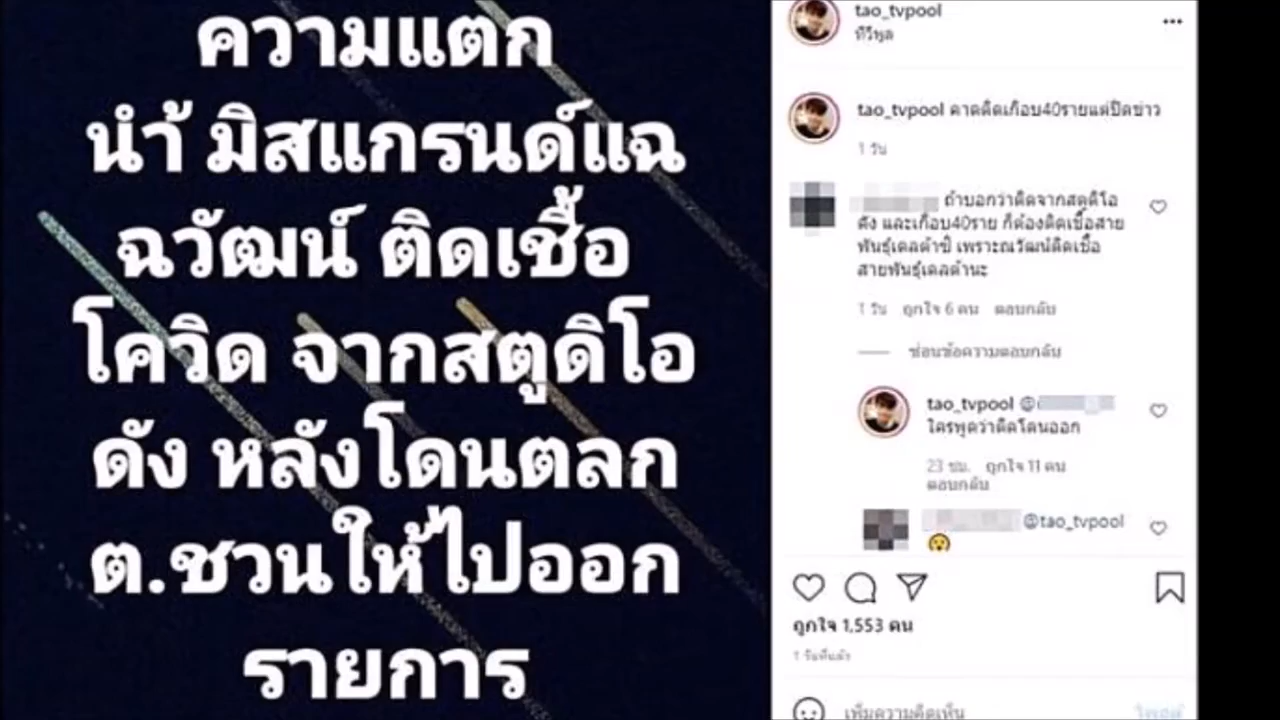 ความแตก
นำ้ มิสแกรนด์แฉ
ฉวัฒน์ ติดเชื้อ
โควิด จากสตูดิโอ
ดัง หลังโดนตลก
ต.ชวนให้ไปออก
รายการ
tao_tvpool
ทีวีพูล
tao_tvpool คาดติดเกือบ40รายแต่ปิดข่าว
1 วัน
ถ้าบอกว่าติดจากสตูดิโอ
ดัง และเกือบ40ราย ก็ต้องติดเชื้อสาย
พันธุ์เดลต้าซิ เพราะณวัฒน์ติดเชื้อ
สายพันธุ์เดลต้านะ
1 วัน ถูกใจ 6 คน ตอบกลับ
ซ่อนข้อความตอบกลับ
tao_tvpool @
ใครพูดว่าติดโดนออก
23 ชม. ถูกใจ 11 คน
ตอบกลับ
@tao_tvpool
😲
ถูกใจ 1,553 คน
1 วันที่แล้ว
เพิ่มความคิดเห็น โพสต์